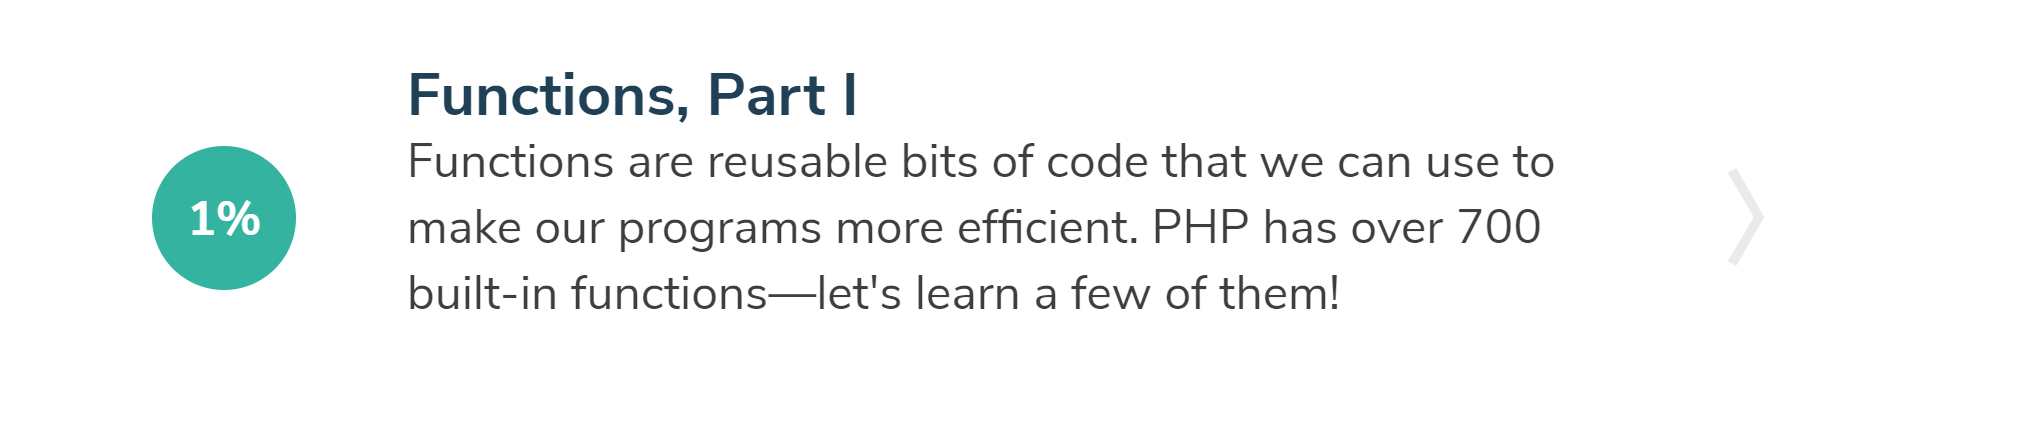 Functions, Part I
Functions are reusable bits of code that we can use to
1%
make our programs more efficient. PHP has over 700
built-in functions—let's learn a few of them!